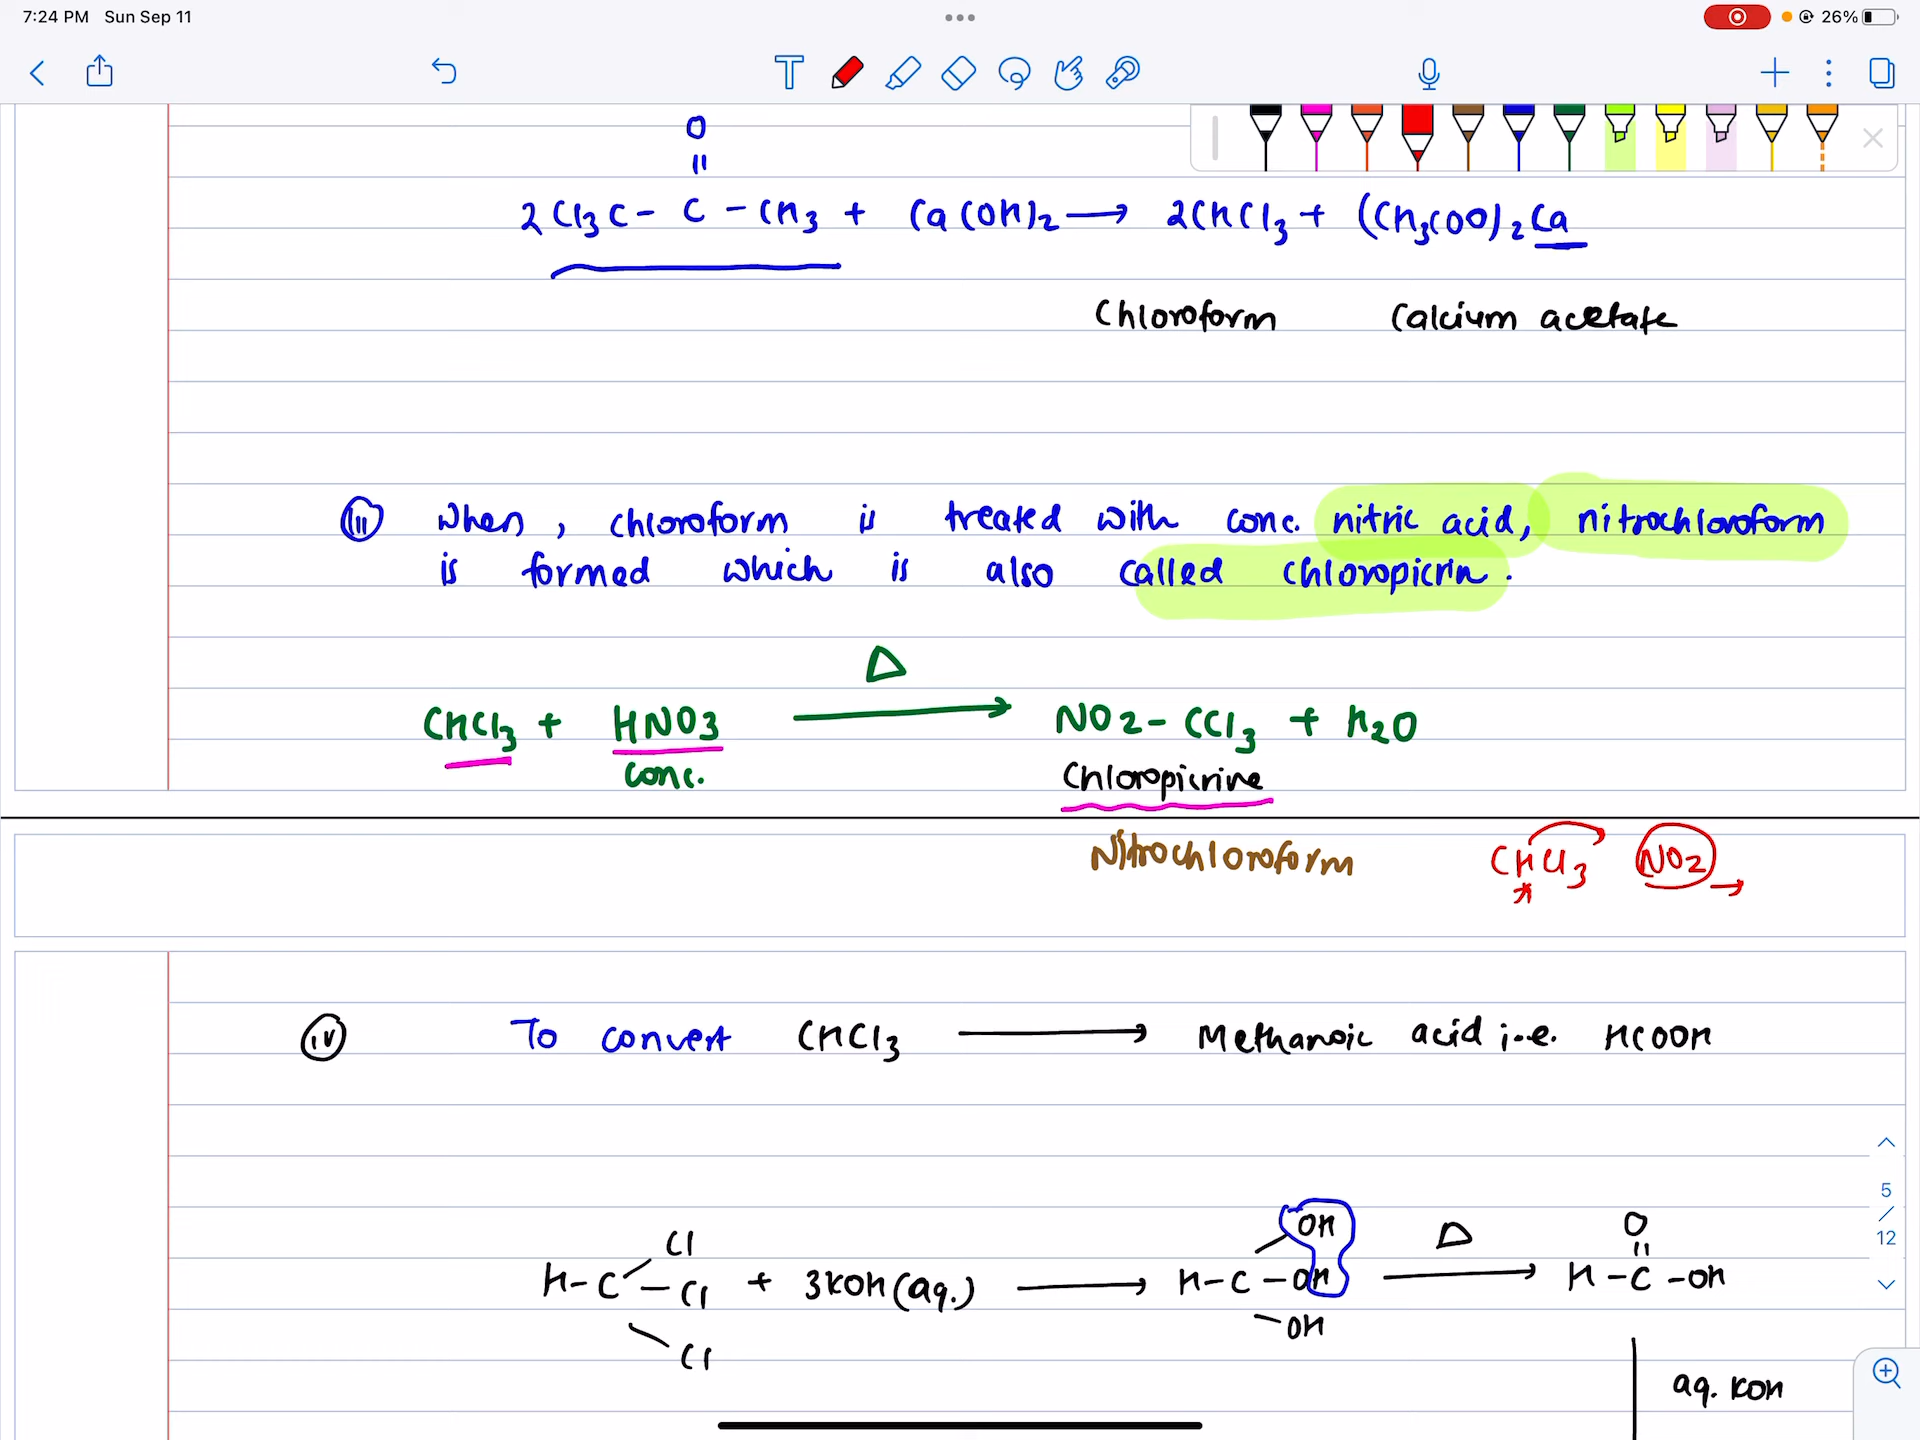 7:24 PM Sun Sep 11
26%
T
O
||
2 Cl₃C - C - CH₃ + Ca(OH)₂ ⟶ 2CHCl₃ + (CH₃COO)₂Ca
Chloroform Calcium acetate
(iii) when, chloroform is treated with conc. nitric acid, nitrochloroform
is formed which is also called chloropicrin.
Δ
CHCl₃ + HNO3 ⟶ NO2 - CCl₃ + H₂O
conc. Chloropicrine
Nitrochloroform CHCl₃ NO₂ →
(iv) To convert CHCl₃ ⟶ Methanoic acid i.e. HCOOH
Cl OH Δ O
||
H - C - Cl + 3KOH(aq.) ⟶ H - C - OH ⟶ H - C - OH
Cl - OH
aq. KOH
5
/
12